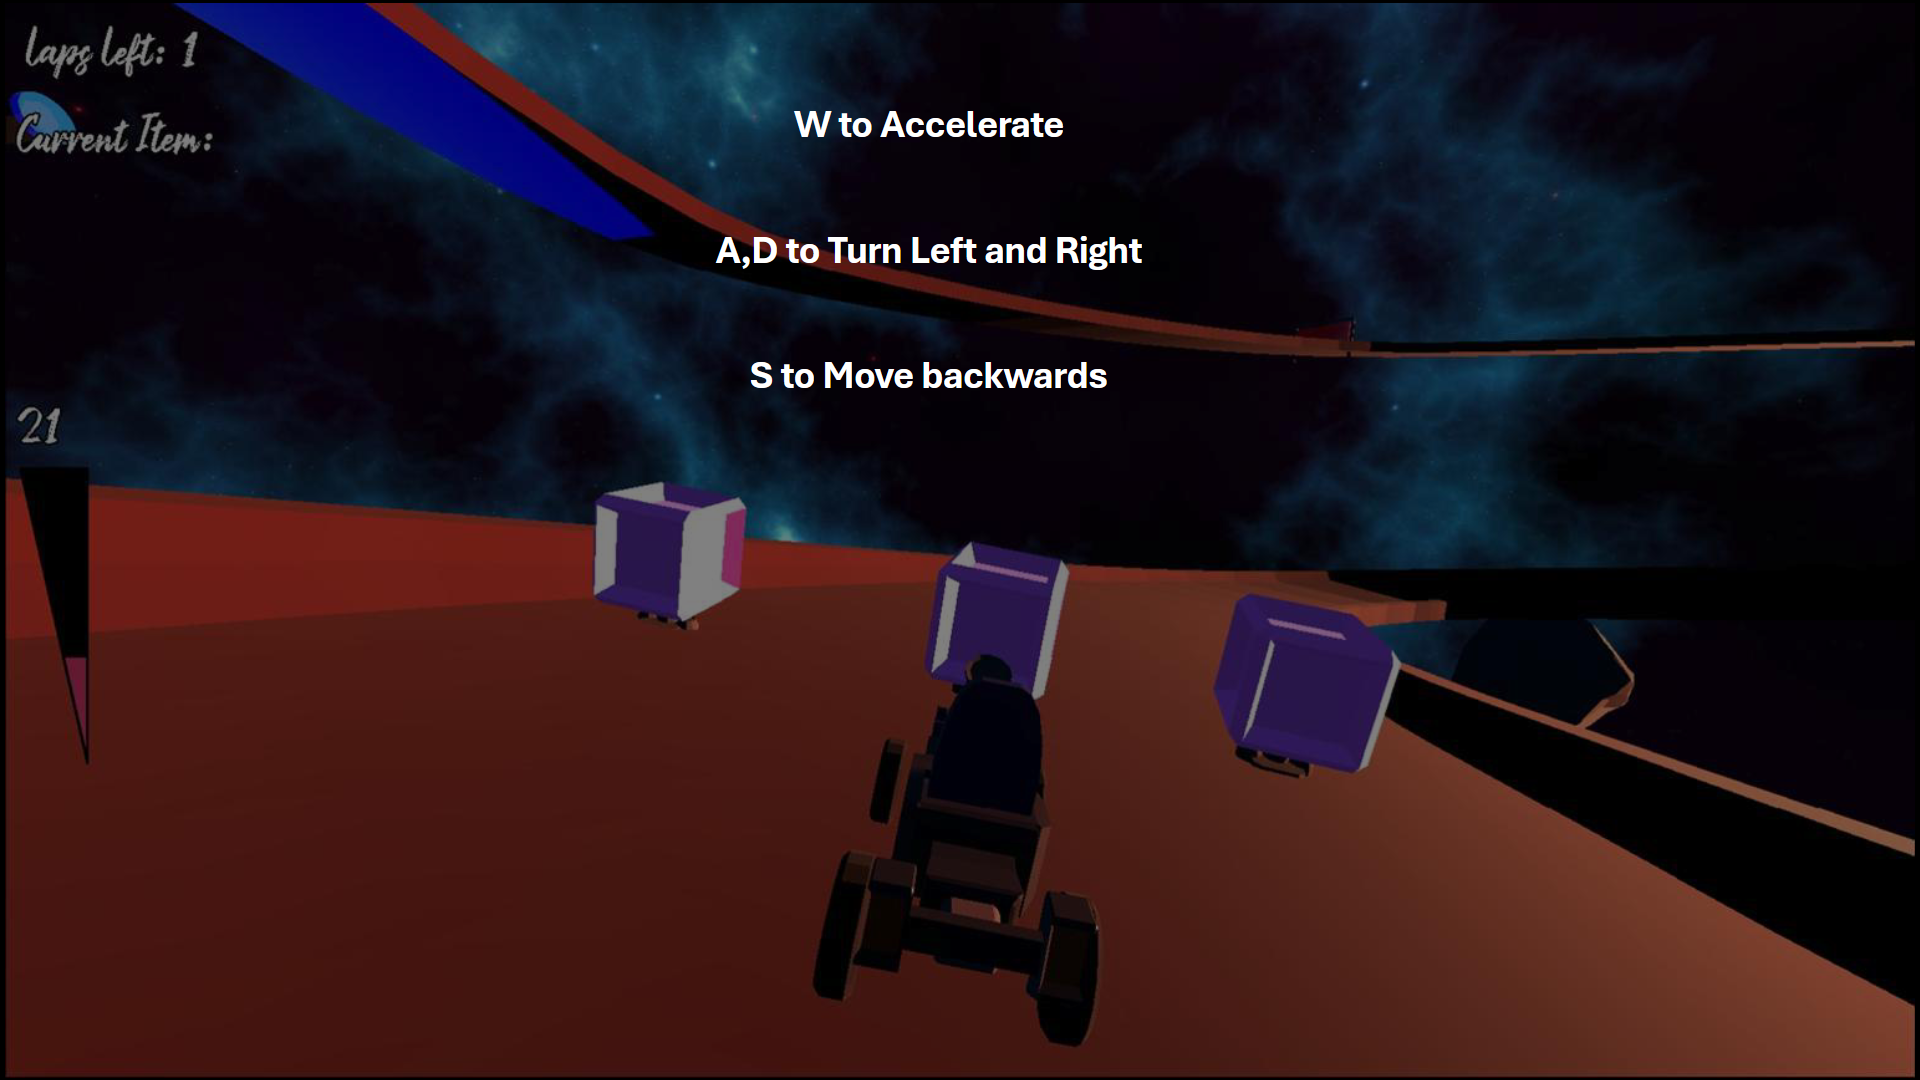 Laps left: 1
Current Item:
W to Accelerate
A,D to Turn Left and Right
S to Move backwards
21